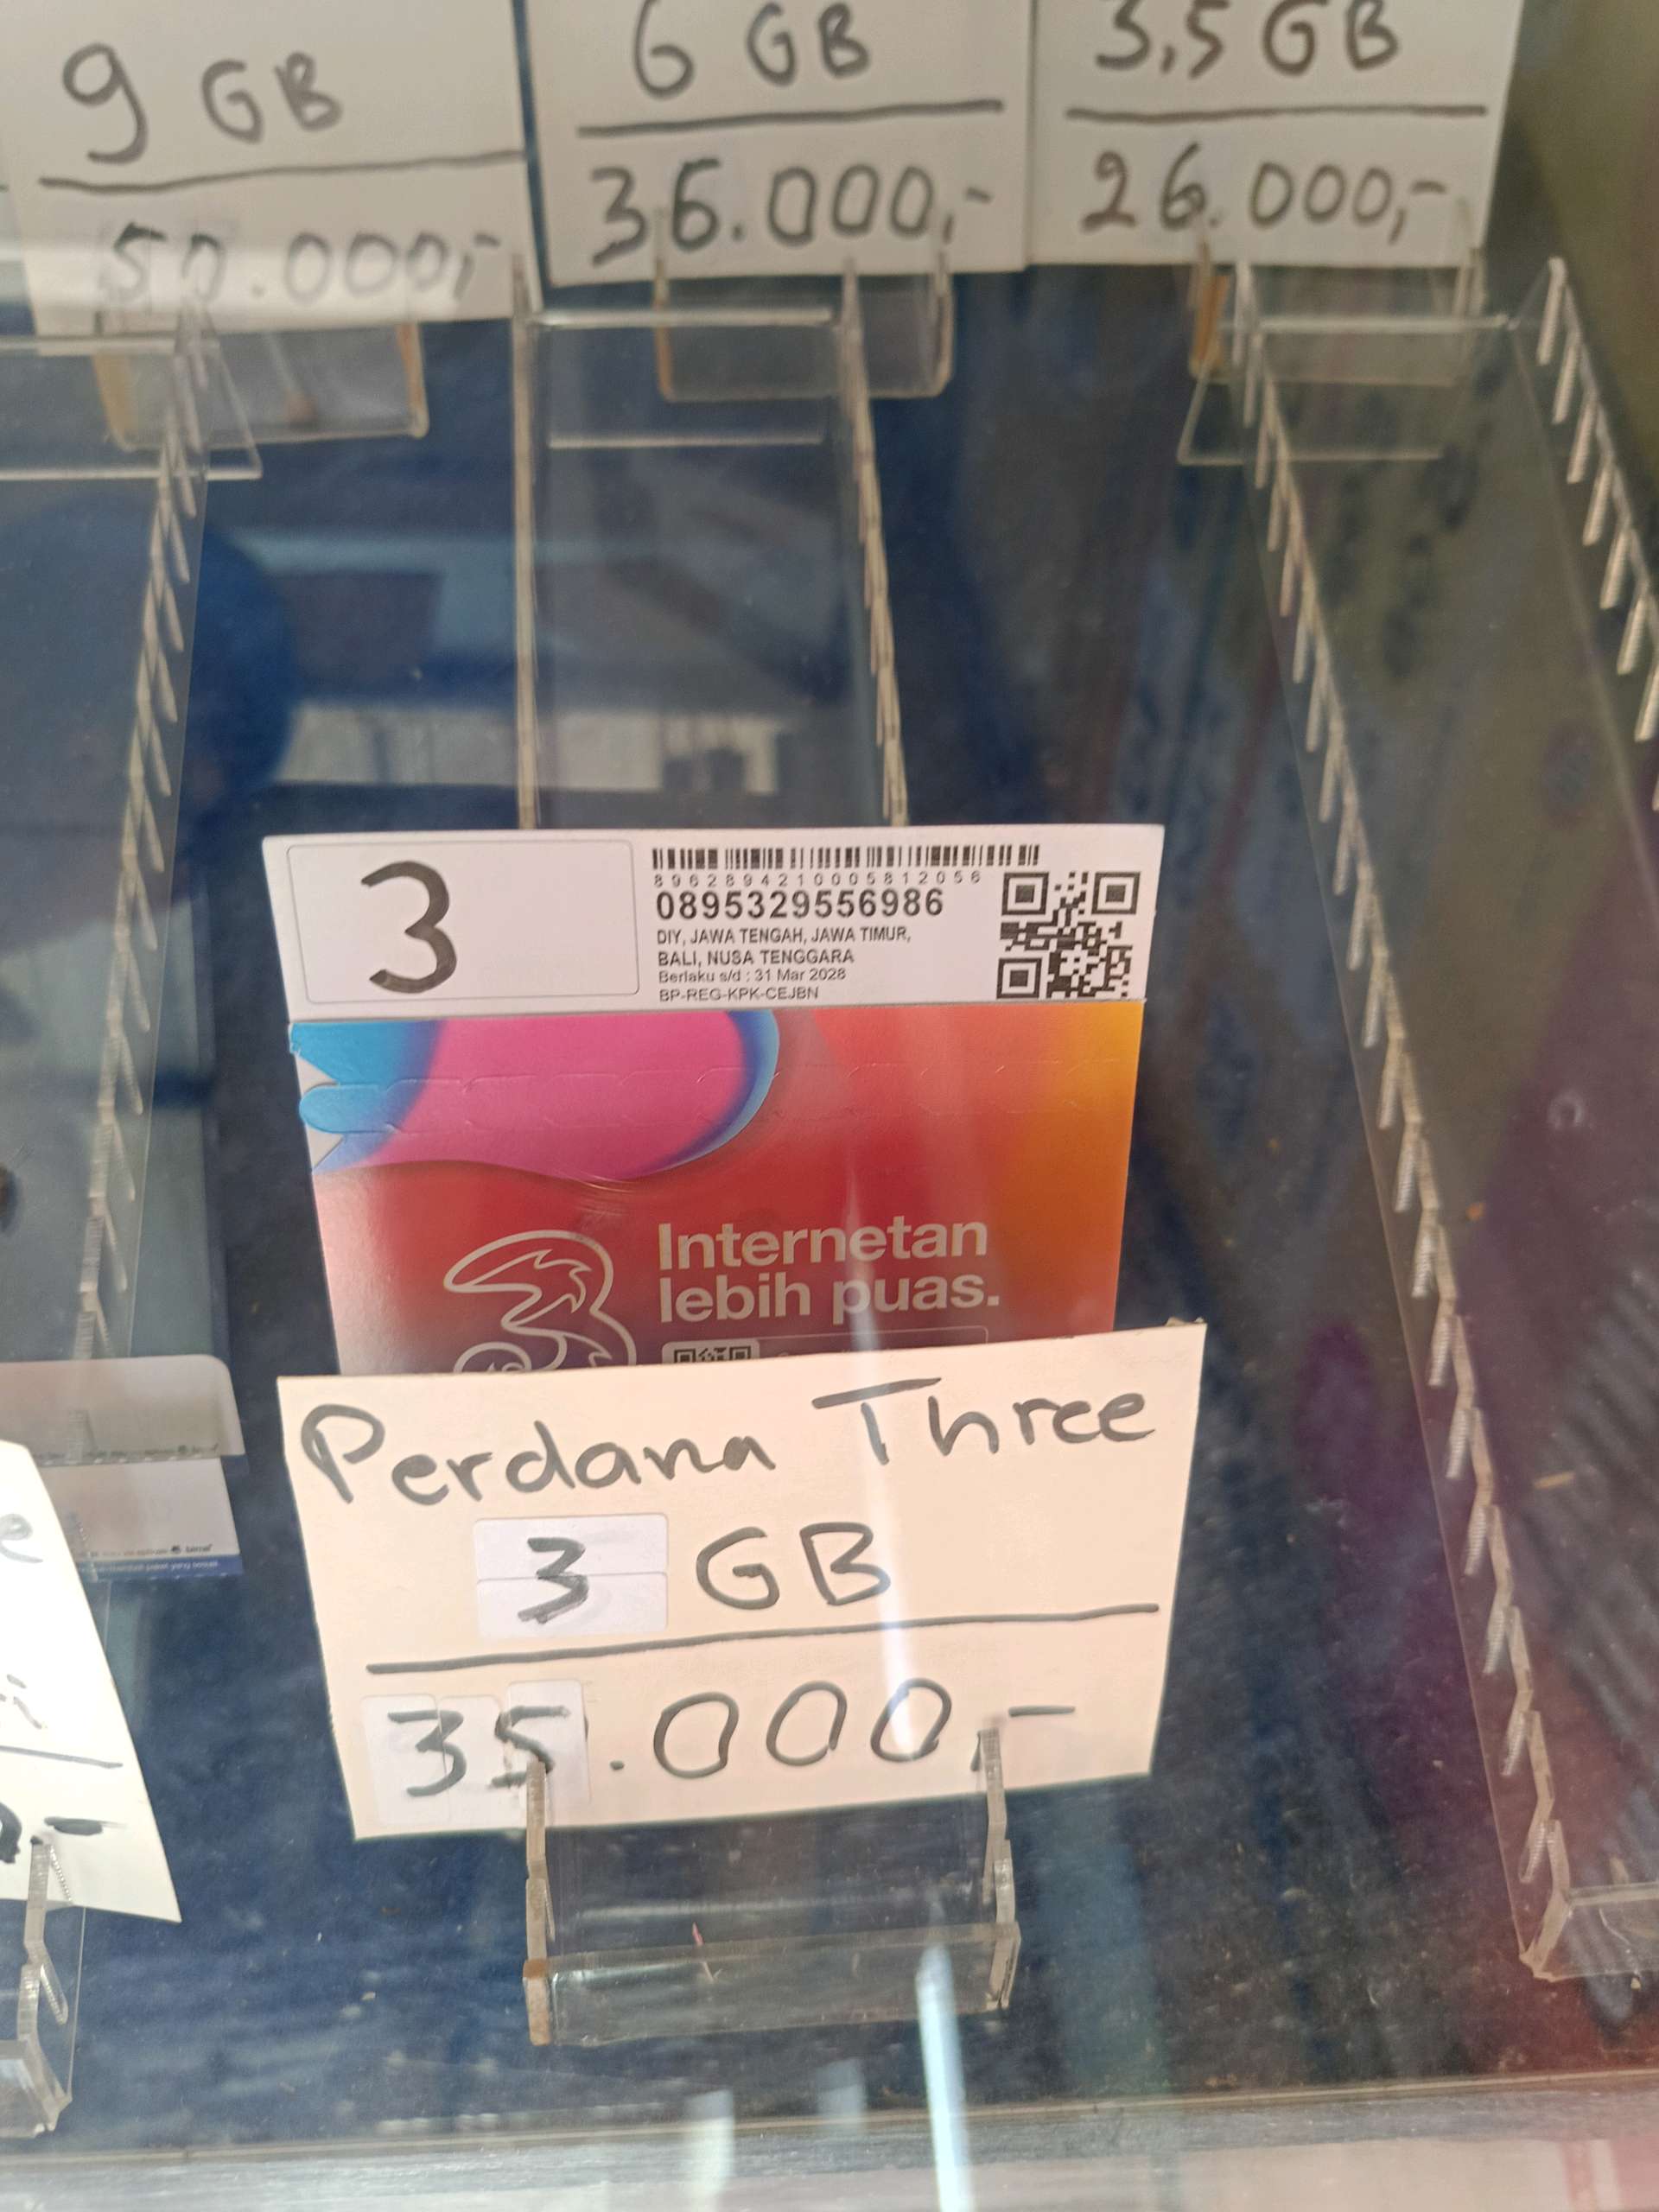 9 GB
50.000,-
6 GB
36.000,-
3,5 GB
26.000,-
3
8962894210005812056
0895329556986
DIY, JAWA TENGAH, JAWA TIMUR,
BALI, NUSA TENGGARA
Berlaku s/d : 31 Mar 2028
BP-REG-KPK-CEJBN
3
Internetan
lebih puas.
Perdana Three
3 GB
35.000,-